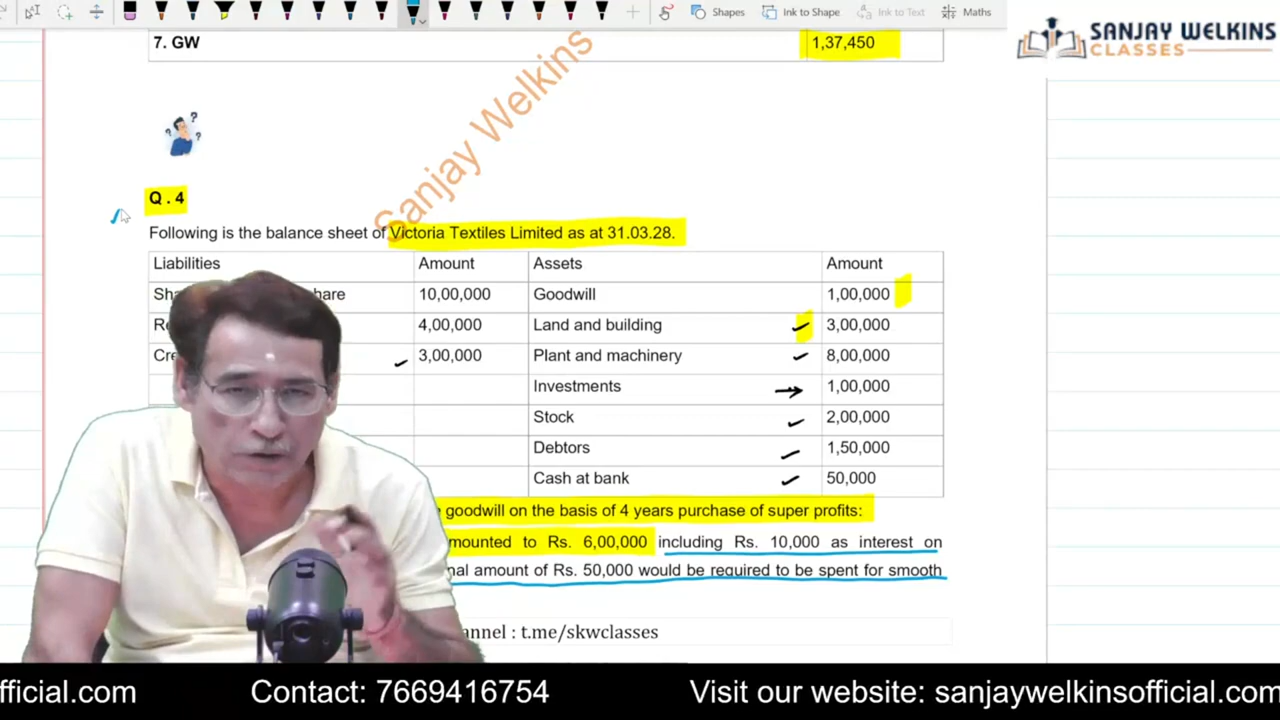 Shapes Ink to Shape Ink to Text Maths
SANJAY WELKINS
CLASSES
7. GW 1,37,450
Sanjay Welkins
? ? ?
Q . 4
Following is the balance sheet of Victoria Textiles Limited as at 31.03.28.
Liabilities Amount Assets Amount
hare 10,00,000 Goodwill 1,00,000
4,00,000 Land and building 3,00,000
Cre 3,00,000 Plant and machinery 8,00,000
Investments 1,00,000
Stock 2,00,000
Debtors 1,50,000
Cash at bank 50,000
goodwill on the basis of 4 years purchase of super profits:
mounted to Rs. 6,00,000 including Rs. 10,000 as interest on
nal amount of Rs. 50,000 would be required to be spent for smooth
annel : t.me/skwclasses
fficial.com Contact: 7669416754 Visit our website: sanjaywelkinsofficial.com